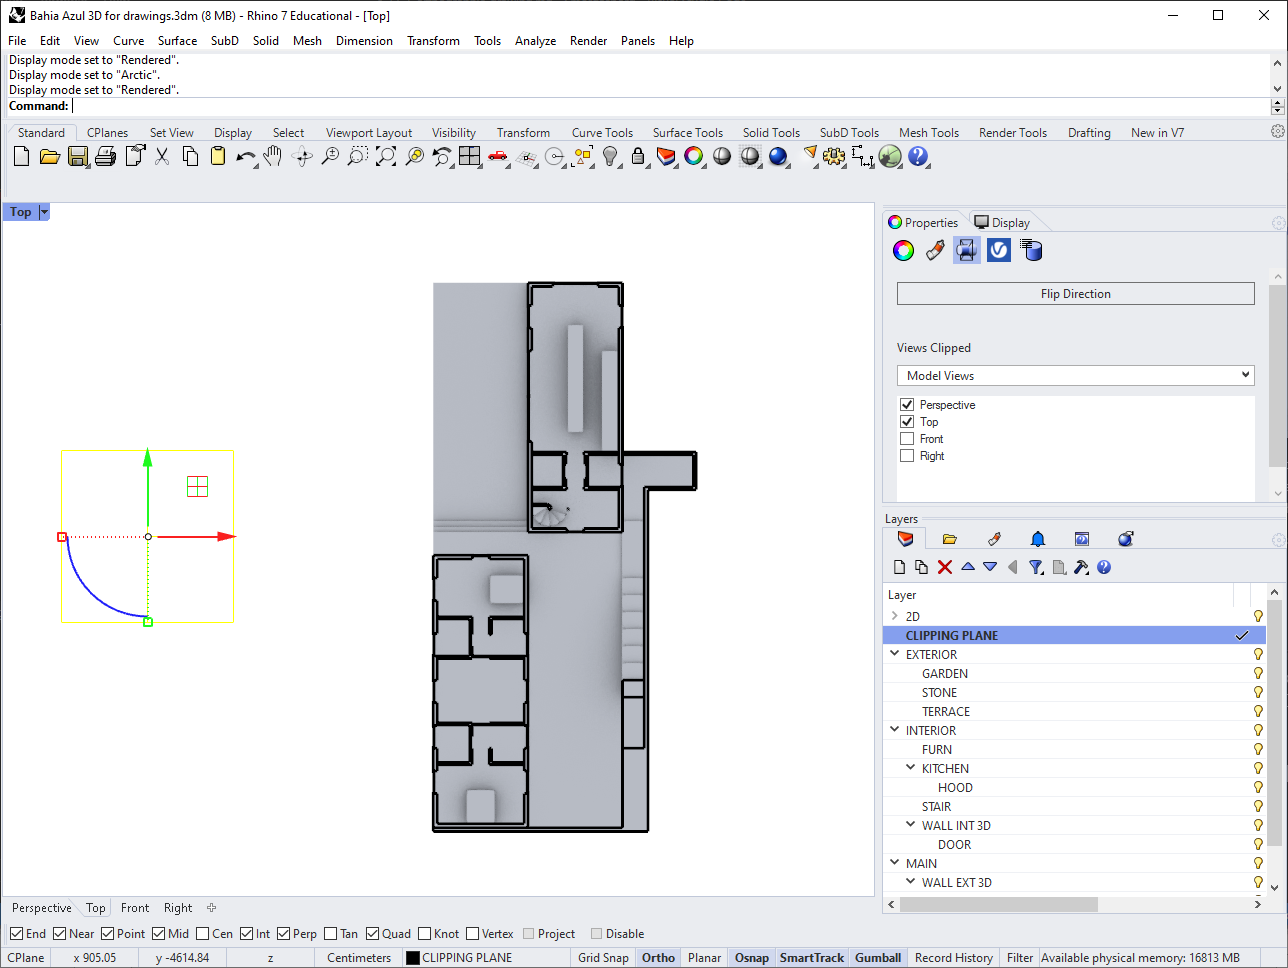 Bahia Azul 3D for drawings.3dm (8 MB) - Rhino 7 Educational - [Top]
File Edit View Curve Surface SubD Solid Mesh Dimension Transform Tools Analyze Render Panels Help
Display mode set to "Rendered".
Display mode set to "Arctic".
Display mode set to "Rendered".
Command:
Standard CPlanes Set View Display Select Viewport Layout Visibility Transform Curve Tools Surface Tools Solid Tools SubD Tools Mesh Tools Render Tools Drafting New in V7
Top
Properties Display
Flip Direction
Views Clipped
Model Views
Perspective
Top
Front
Right
Layers
Layer
2D
CLIPPING PLANE
EXTERIOR
GARDEN
STONE
TERRACE
INTERIOR
FURN
KITCHEN
HOOD
STAIR
WALL INT 3D
DOOR
MAIN
WALL EXT 3D
Perspective Top Front Right
End Near Point Mid Cen Int Perp Tan Quad Knot Vertex Project Disable
CPlane x 905.05 y -4614.84 z Centimeters CLIPPING PLANE Grid Snap Ortho Planar Osnap SmartTrack Gumball Record History Filter Available physical memory: 16813 MB